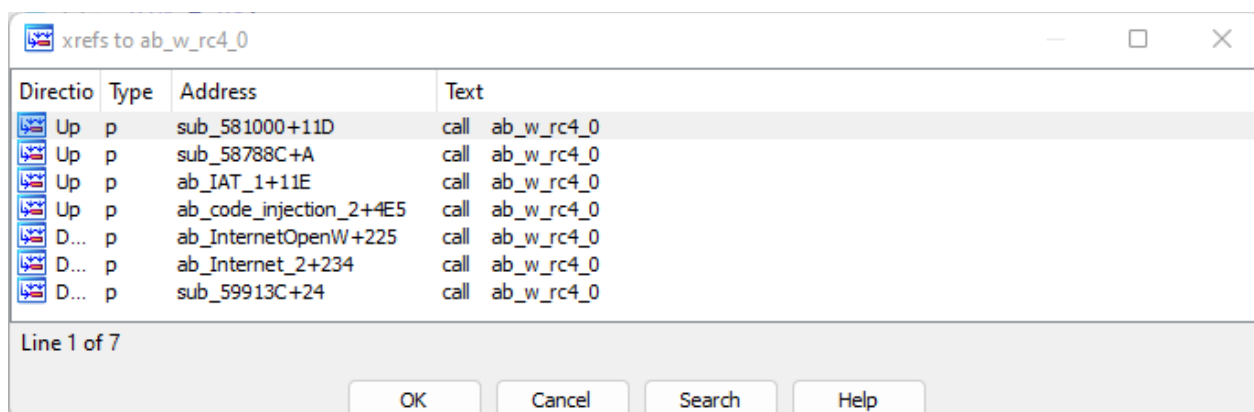 xrefs to ab_w_rc4_0
Directio Type Address Text
Up p sub_581000+11D call ab_w_rc4_0
Up p sub_58788C+A call ab_w_rc4_0
Up p ab_IAT_1+11E call ab_w_rc4_0
Up p ab_code_injection_2+4E5 call ab_w_rc4_0
D... p ab_InternetOpenW+225 call ab_w_rc4_0
D... p ab_Internet_2+234 call ab_w_rc4_0
D... p sub_59913C+24 call ab_w_rc4_0
Line 1 of 7
OK Cancel Search Help